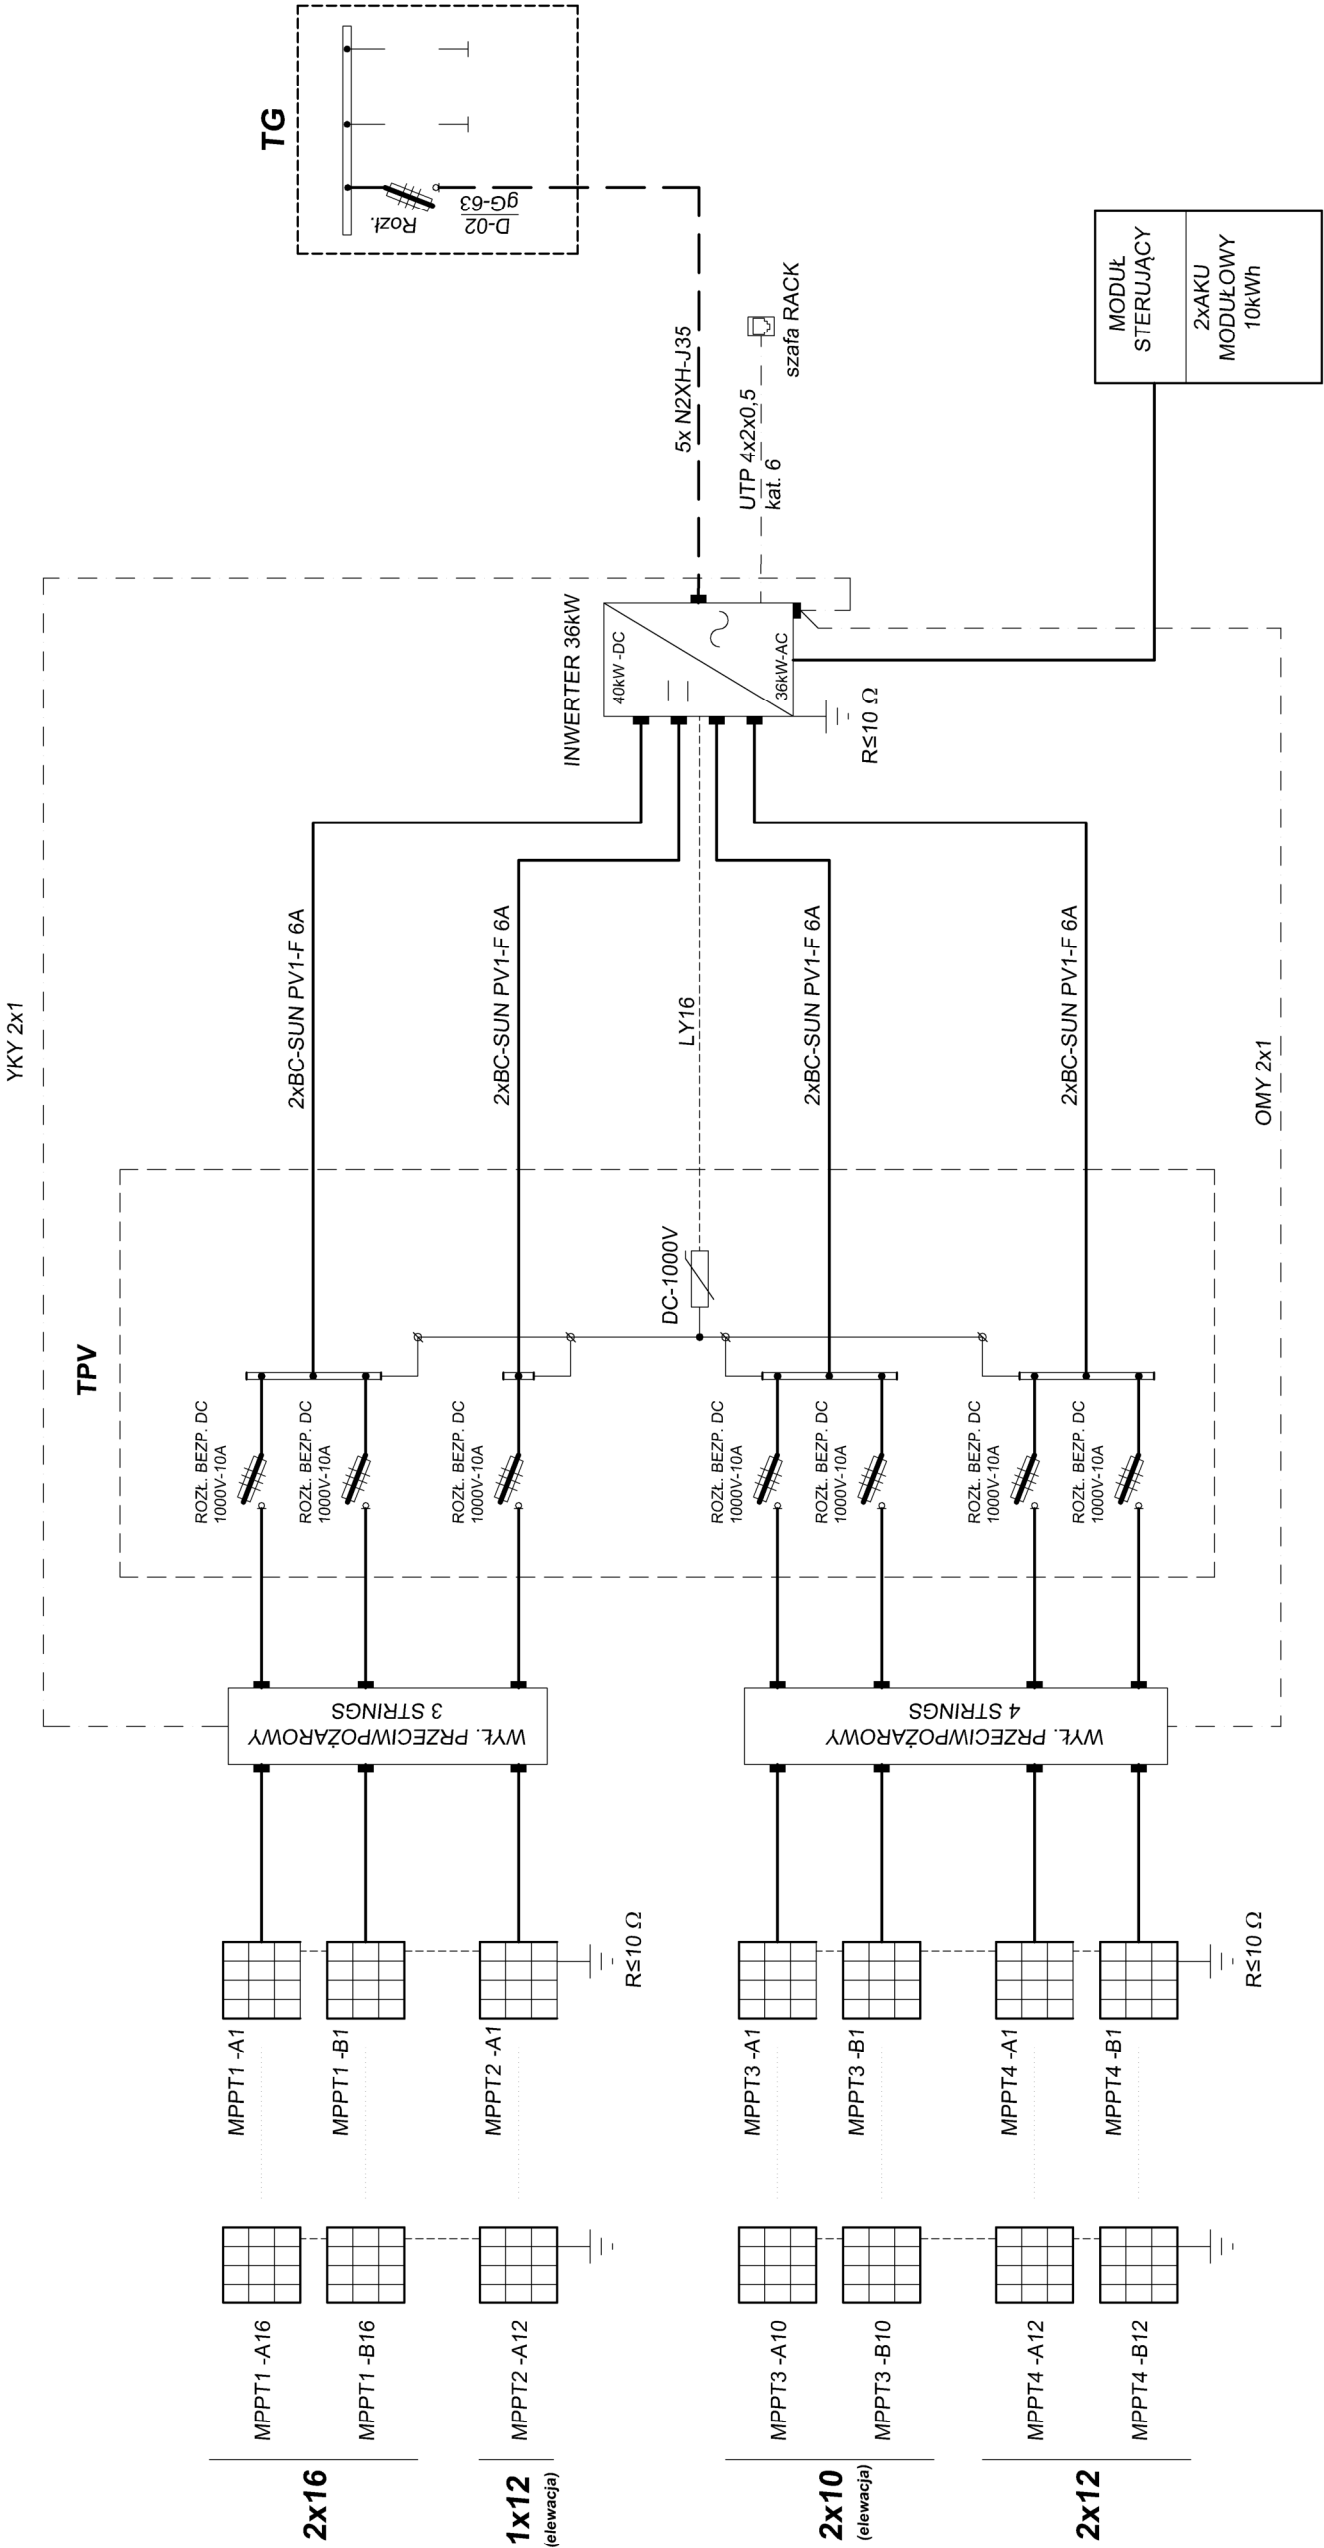 TG
Rozł.
D-02
gG-63
5x N2XH-J35
UTP 4x2x0,5
kat. 6
szafa RACK
MODUŁ
STERUJĄCY
2xAKU
MODUŁOWY
10kWh
INWERTER 36kW
40kW -DC
36kW-AC
R≤10 Ω
YKY 2x1
2xBC-SUN PV1-F 6A
2xBC-SUN PV1-F 6A
LY16
2xBC-SUN PV1-F 6A
2xBC-SUN PV1-F 6A
OMY 2x1
TPV
DC-1000V
ROZŁ. BEZP. DC
1000V-10A
ROZŁ. BEZP. DC
1000V-10A
ROZŁ. BEZP. DC
1000V-10A
ROZŁ. BEZP. DC
1000V-10A
ROZŁ. BEZP. DC
1000V-10A
ROZŁ. BEZP. DC
1000V-10A
ROZŁ. BEZP. DC
1000V-10A
WYŁ. PRZECIWPOŻAROWY
3 STRINGS
WYŁ. PRZECIWPOŻAROWY
4 STRINGS
R≤10 Ω
R≤10 Ω
MPPT1 -A1
MPPT1 -B1
MPPT2 -A1
MPPT3 -A1
MPPT3 -B1
MPPT4 -A1
MPPT4 -B1
MPPT1 -A16
MPPT1 -B16
MPPT2 -A12
MPPT3 -A10
MPPT3 -B10
MPPT4 -A12
MPPT4 -B12
2x16
1x12
(elewacja)
2x10
(elewacja)
2x12